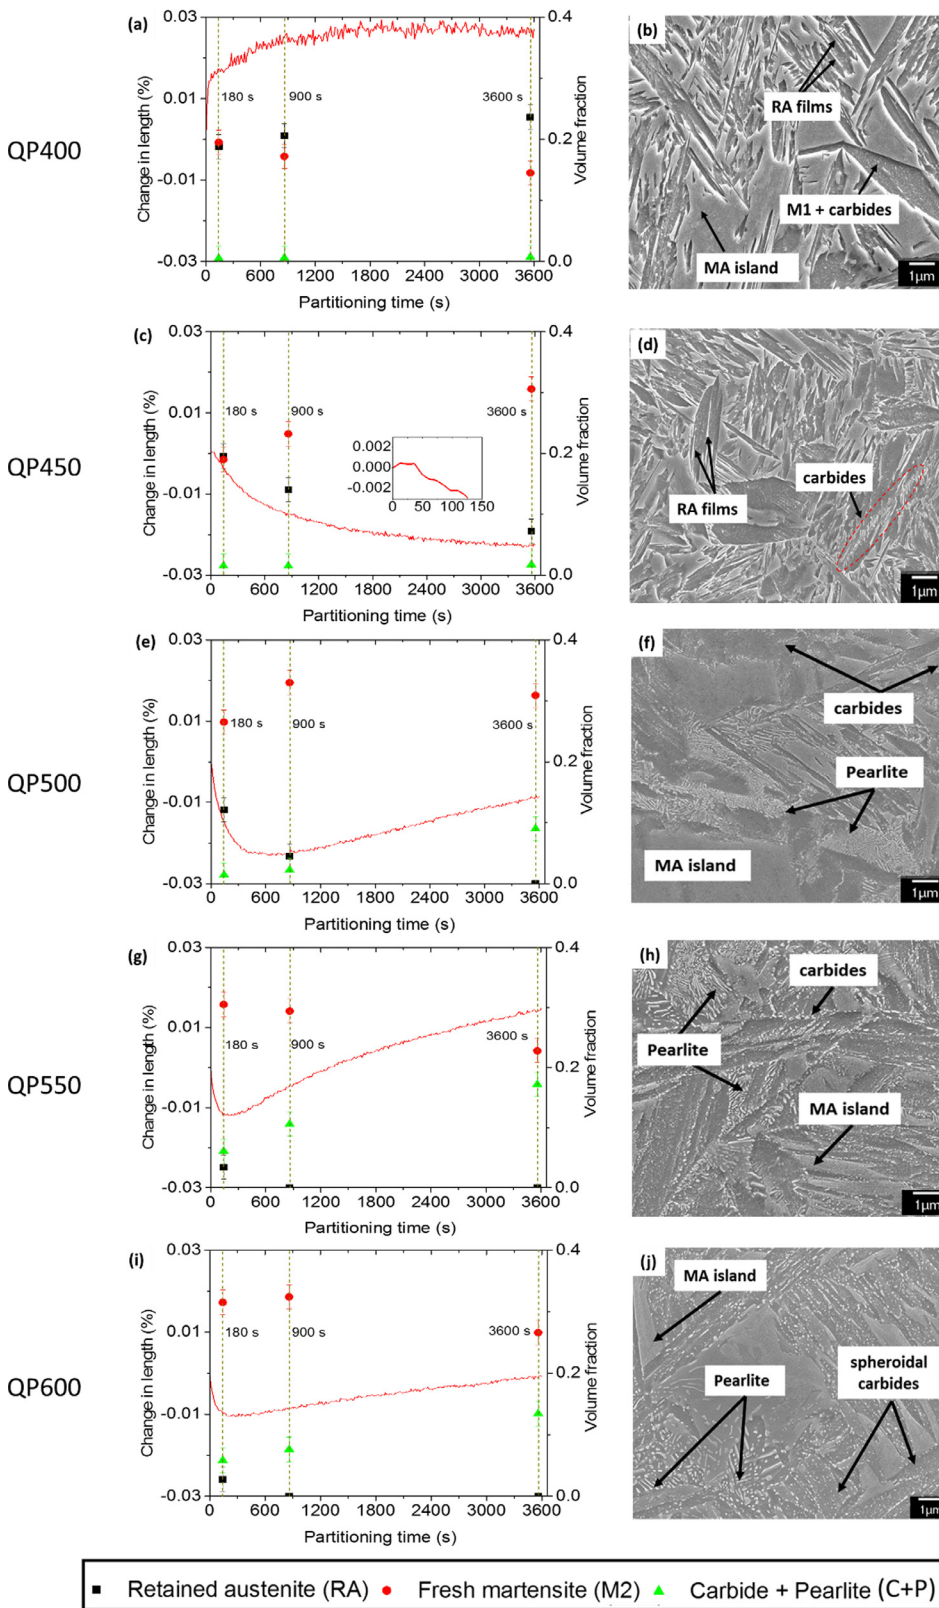 QP400
(a)
0.03
0.01
-0.01
-0.03
Change in length (%)
180 s
900 s
3600 s
0.4
0.2
0.0
Volume fraction
0 600 1200 1800 2400 3000 3600
Partitioning time (s)
(b)
RA films
M1 + carbides
MA island
1μm
QP450
(c)
0.03
0.01
-0.01
-0.03
Change in length (%)
180 s
900 s
3600 s
0.002
0.000
-0.002
0 50 100 150
0.4
0.2
0.0
Volume fraction
0 600 1200 1800 2400 3000 3600
Partitioning time (s)
(d)
carbides
RA films
1μm
QP500
(e)
0.03
0.01
-0.01
-0.03
Change in length (%)
180 s
900 s
3600 s
0.4
0.2
0.0
Volume fraction
0 600 1200 1800 2400 3000 3600
Partitioning time (s)
(f)
carbides
Pearlite
MA island
1μm
QP550
(g)
0.03
0.01
-0.01
-0.03
Change in length (%)
180 s
900 s
3600 s
0.4
0.2
0.0
Volume fraction
0 600 1200 1800 2400 3000 3600
Partitioning time (s)
(h)
carbides
Pearlite
MA island
1μm
QP600
(i)
0.03
0.01
-0.01
-0.03
Change in length (%)
180 s
900 s
3600 s
0.4
0.2
0.0
Volume fraction
0 600 1200 1800 2400 3000 3600
Partitioning time (s)
(j)
MA island
Pearlite
spheroidal
carbides
1μm
Retained austenite (RA) Fresh martensite (M2) Carbide + Pearlite (C+P)